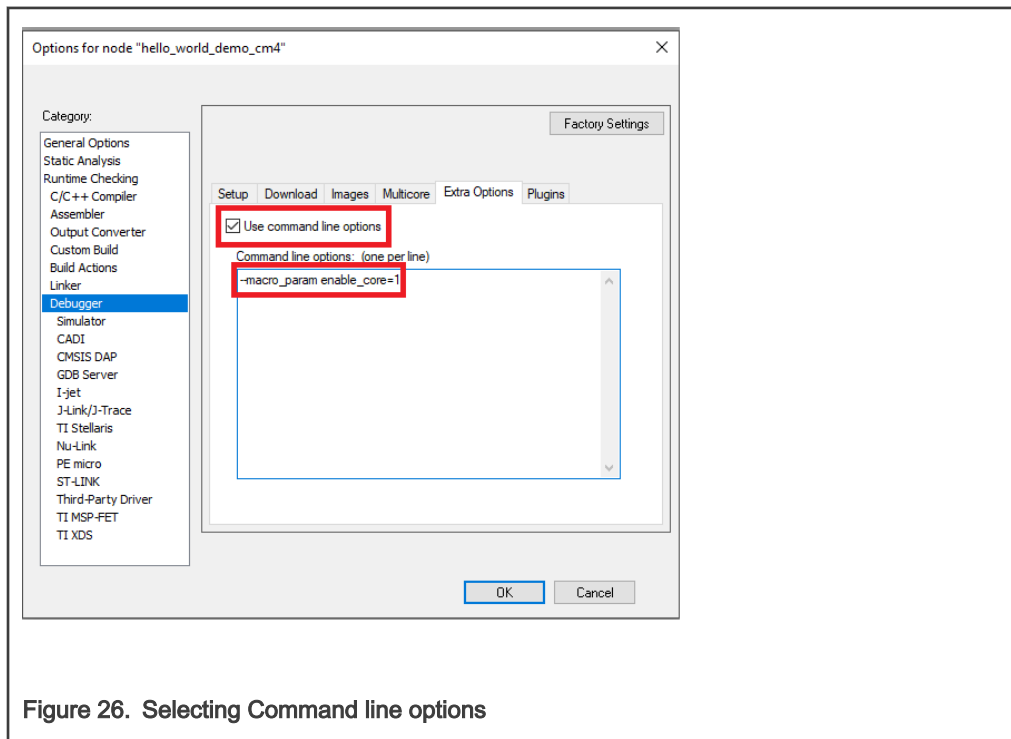 Options for node "hello_world_demo_cm4"
Category:
Factory Settings
General Options
Static Analysis
Runtime Checking
C/C++ Compiler
Assembler
Output Converter
Custom Build
Build Actions
Linker
Debugger
Simulator
CADI
CMSIS DAP
GDB Server
I-jet
J-Link/J-Trace
TI Stellaris
Nu-Link
PE micro
ST-LINK
Third-Party Driver
TI MSP-FET
TI XDS
Setup Download Images Multicore Extra Options Plugins
Use command line options
Command line options: (one per line)
--macro_param enable_core=1
OK Cancel
Figure 26. Selecting Command line options